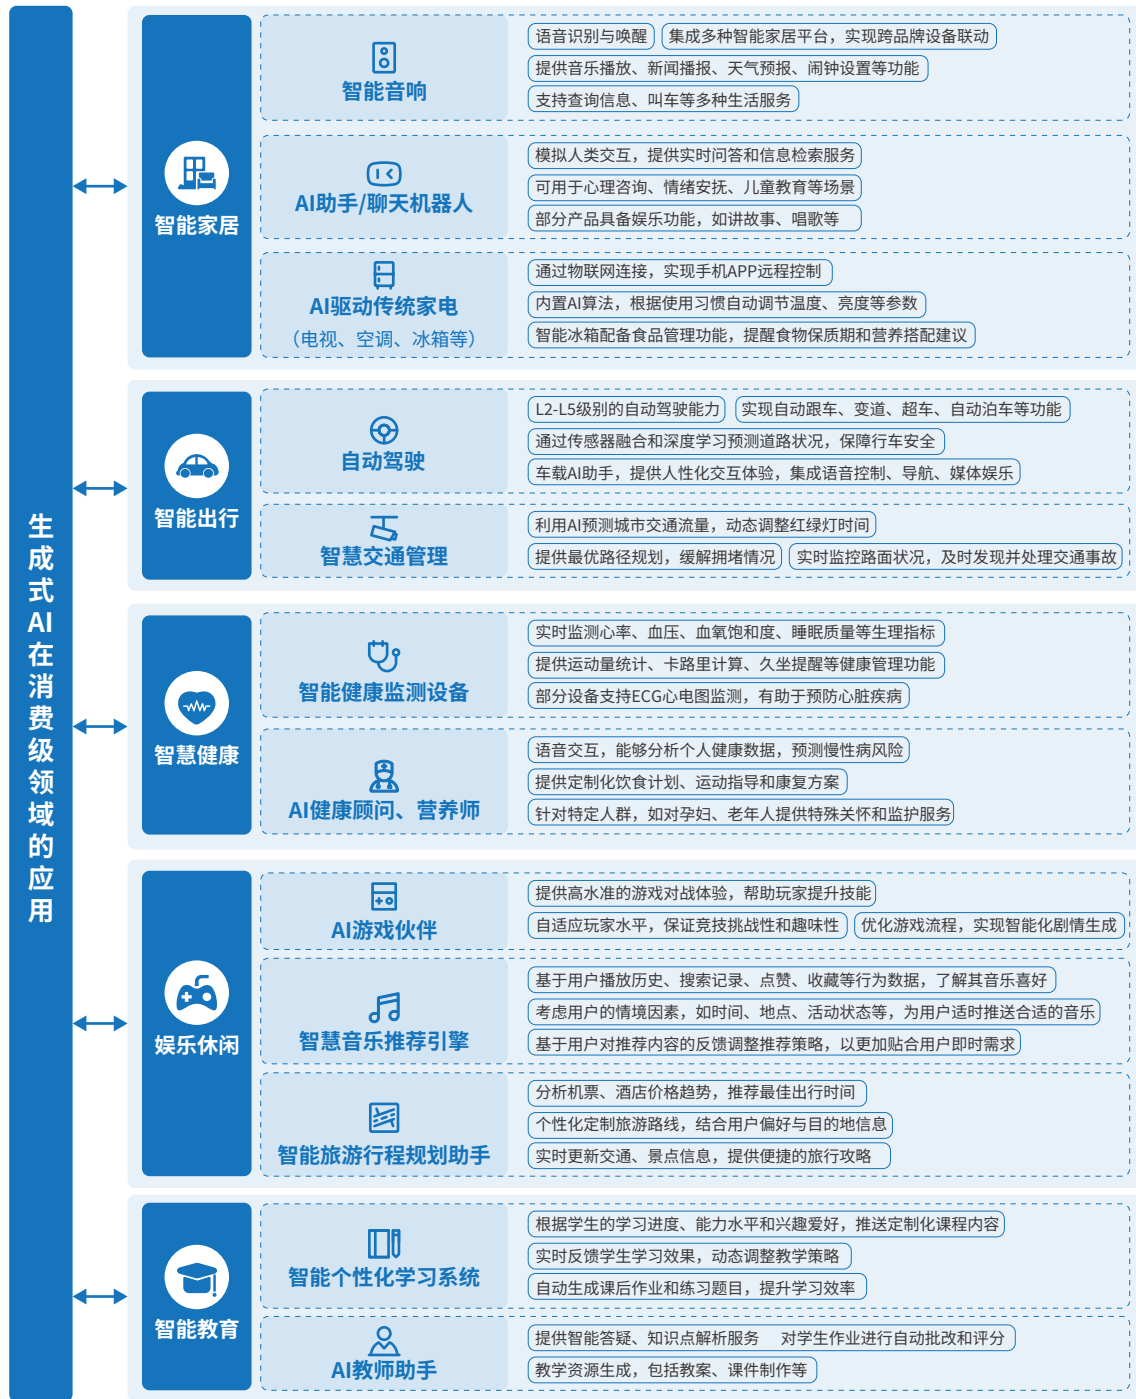 生成式AI在消费级领域的应用
智能家居
智能音响
语音识别与唤醒
集成多种智能家居平台，实现跨品牌设备联动
提供音乐播放、新闻播报、天气预报、闹钟设置等功能
支持查询信息、叫车等多种生活服务
AI助手/聊天机器人
模拟人类交互，提供实时问答和信息检索服务
可用于心理咨询、情绪安抚、儿童教育等场景
部分产品具备娱乐功能，如讲故事、唱歌等
AI驱动传统家电
（电视、空调、冰箱等）
通过物联网连接，实现手机APP远程控制
内置AI算法，根据使用习惯自动调节温度、亮度等参数
智能冰箱配备食品管理功能，提醒食物保质期和营养搭配建议
智能出行
自动驾驶
L2-L5级别的自动驾驶能力
实现自动跟车、变道、超车、自动泊车等功能
通过传感器融合和深度学习预测道路状况，保障行车安全
车载AI助手，提供人性化交互体验，集成语音控制、导航、媒体娱乐
智慧交通管理
利用AI预测城市交通流量，动态调整红绿灯时间
提供最优路径规划，缓解拥堵情况
实时监控路面状况，及时发现并处理交通事故
智慧健康
智能健康监测设备
实时监测心率、血压、血氧饱和度、睡眠质量等生理指标
提供运动量统计、卡路里计算、久坐提醒等健康管理功能
部分设备支持ECG心电图监测，有助于预防心脏疾病
AI健康顾问、营养师
语音交互，能够分析个人健康数据，预测慢性病风险
提供定制化饮食计划、运动指导和康复方案
针对特定人群，如对孕妇、老年人提供特殊关怀和监护服务
娱乐休闲
AI游戏伙伴
提供高水准的游戏对战体验，帮助玩家提升技能
自适应玩家水平，保证竞技挑战性和趣味性
优化游戏流程，实现智能化剧情生成
智慧音乐推荐引擎
基于用户播放历史、搜索记录、点赞、收藏等行为数据，了解其音乐喜好
考虑用户的情境因素，如时间、地点、活动状态等，为用户适时推送合适的音乐
基于用户对推荐内容的反馈调整推荐策略，以更加贴合用户即时需求
智能旅游行程规划助手
分析机票、酒店价格趋势，推荐最佳出行时间
个性化定制旅游路线，结合用户偏好与目的地信息
实时更新交通、景点信息，提供便捷的旅行攻略
智能教育
智能个性化学习系统
根据学生的学习进度、能力水平和兴趣爱好，推送定制化课程内容
实时反馈学生学习效果，动态调整教学策略
自动生成课后作业和练习题目，提升学习效率
AI教师助手
提供智能答疑、知识点解析服务 对学生作业进行自动批改和评分
教学资源生成，包括教案、课件制作等